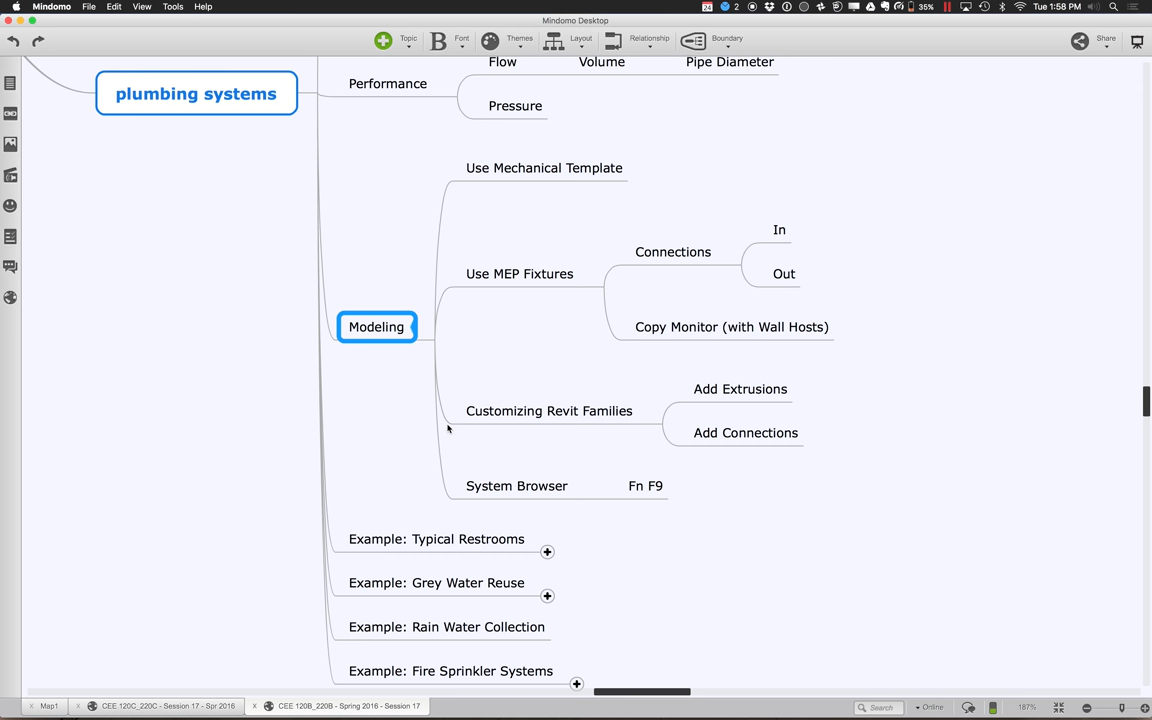 Mindomo File Edit View Tools Help 24 2 35% Tue 1:58 PM
Mindomo Desktop
Topic B Font Themes Layout Relationship Boundary Share
plumbing systems
Performance
Flow Volume Pipe Diameter
Pressure
Modeling
Use Mechanical Template
Use MEP Fixtures
Connections
In
Out
Copy Monitor (with Wall Hosts)
Customizing Revit Families
Add Extrusions
Add Connections
System Browser Fn F9
Example: Typical Restrooms
Example: Grey Water Reuse
Example: Rain Water Collection
Example: Fire Sprinkler Systems
x Map1 x CEE 120C_220C - Session 17 - Spr 2016 x CEE 120B_220B - Spring 2016 - Session 17 Search Online 187%